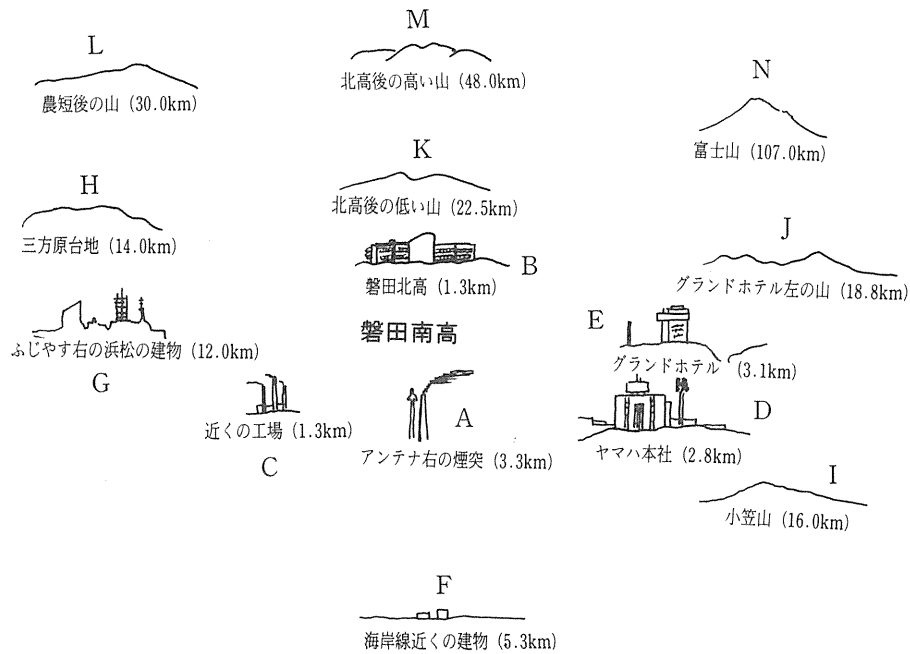 M
北高後の高い山 (48.0km)
L
農短後の山 (30.0km)
N
富士山 (107.0km)
K
北高後の低い山 (22.5km)
H
三方原台地 (14.0km)
J
グランドホテル左の山 (18.8km)
B
磐田北高 (1.3km)
磐田南高
E
グランドホテル (3.1km)
ふじやす右の浜松の建物 (12.0km)
G
近くの工場 (1.3km)
C
A
アンテナ右の煙突 (3.3km)
D
ヤマハ本社 (2.8km)
I
小笠山 (16.0km)
F
海岸線近くの建物 (5.3km)